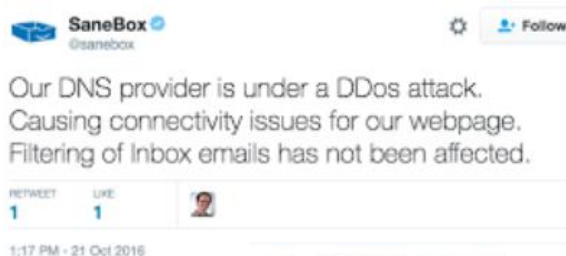 SaneBox
@sanebox
Follow
Our DNS provider is under a DDos attack.
Causing connectivity issues for our webpage.
Filtering of Inbox emails has not been affected.
RETWEET LIKE
1 1
1:17 PM - 21 Oct 2016